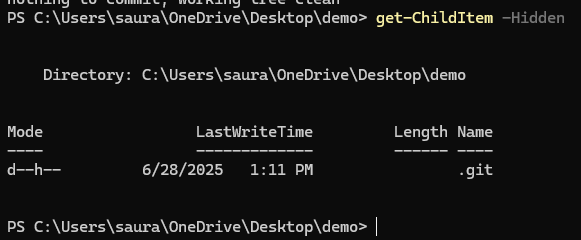 nothing to commit, working tree clean
PS C:\Users\saura\OneDrive\Desktop\demo> get-ChildItem -Hidden
Directory: C:\Users\saura\OneDrive\Desktop\demo
Mode LastWriteTime Length Name
---- ------------- ------ ----
d--h-- 6/28/2025 1:11 PM .git
PS C:\Users\saura\OneDrive\Desktop\demo>